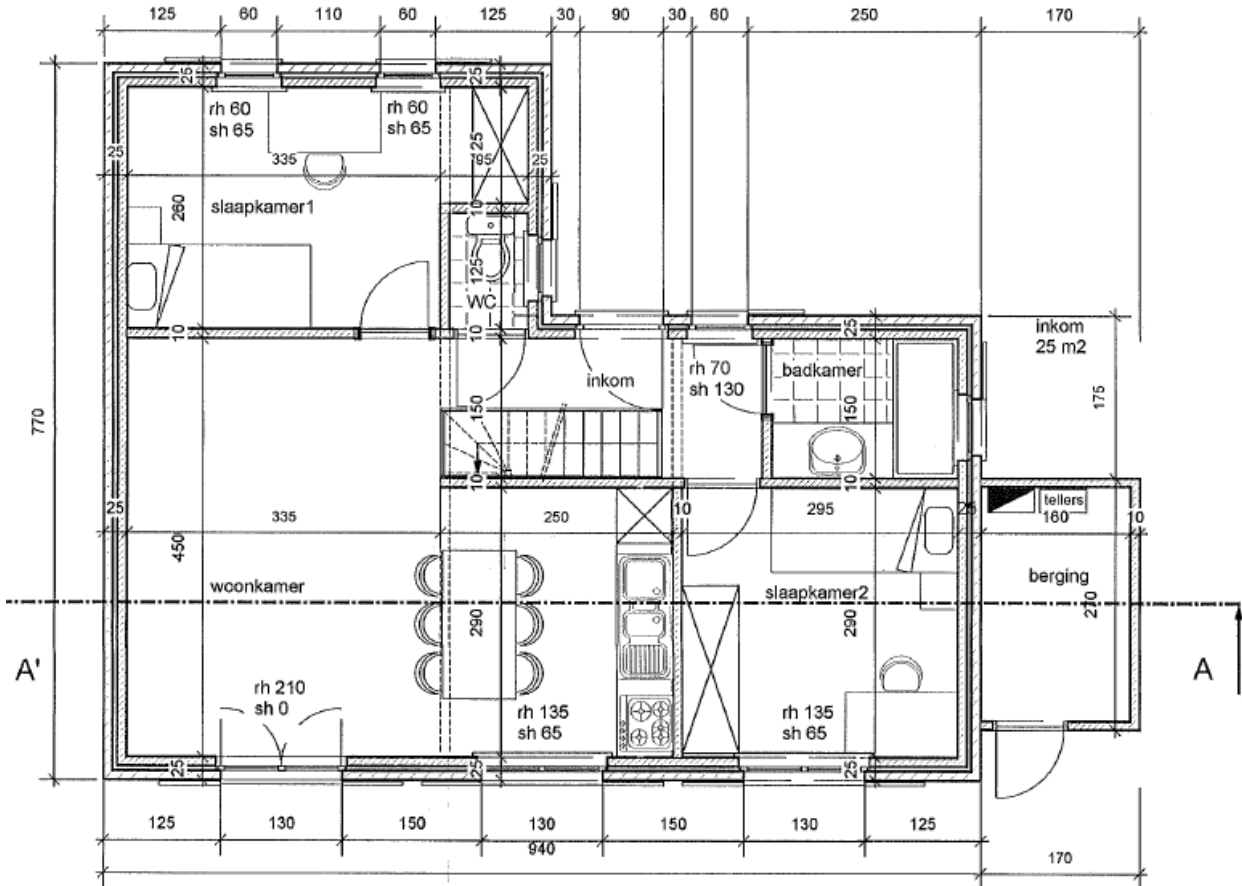 125 60 110 60 125 30 90 30 60 250 170
25 25
rh 60
sh 65
rh 60
sh 65
25 335 25 95 25
slaapkamer1
260
10
125
WC
10 10
770
inkom
150
10
rh 70
sh 130
25
badkamer
150
10
inkom
25 m2
175
25 335 250 10 295 25 160 10
tellers
450
woonkamer
290
slaapkamer2
290
berging
270
A'
A
rh 210
sh 0
rh 135
sh 65
rh 135
sh 65
25 25 25
125 130 150 130 150 130 125
940
170